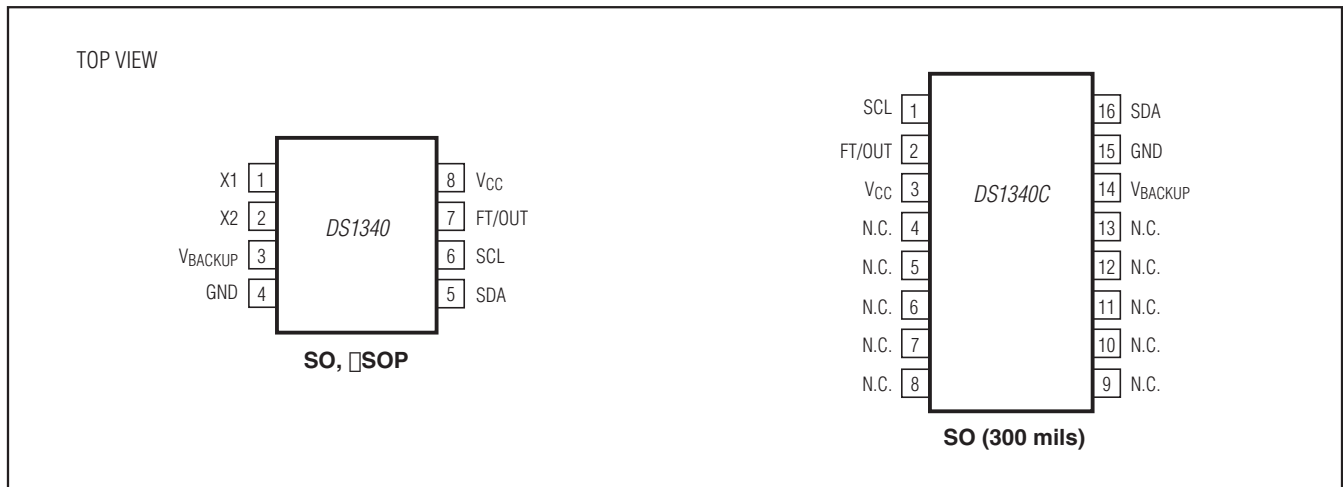 TOP VIEW
X1 1
X2 2
VBACKUP 3
GND 4
DS1340
8 VCC
7 FT/OUT
6 SCL
5 SDA
SO, □SOP
SCL 1
FT/OUT 2
VCC 3
N.C. 4
N.C. 5
N.C. 6
N.C. 7
N.C. 8
DS1340C
16 SDA
15 GND
14 VBACKUP
13 N.C.
12 N.C.
11 N.C.
10 N.C.
9 N.C.
SO (300 mils)